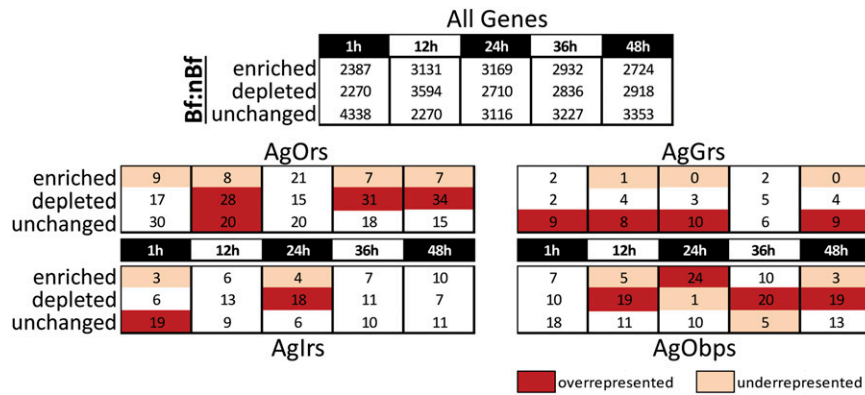 All Genes
1h 12h 24h 36h 48h
Bf:nBf
enriched 2387 3131 3169 2932 2724
depleted 2270 3594 2710 2836 2918
unchanged 4338 2270 3116 3227 3353
AgOrs AgGrs
enriched 9 8 21 7 7 2 1 0 2 0
depleted 17 28 15 31 34 2 4 3 5 4
unchanged 30 20 20 18 15 9 8 10 6 9
1h 12h 24h 36h 48h 1h 12h 24h 36h 48h
enriched 3 6 4 7 10 7 5 24 10 3
depleted 6 13 18 11 7 10 19 1 20 19
unchanged 19 9 6 10 11 18 11 10 5 13
AgIrs AgObps
overrepresented underrepresented